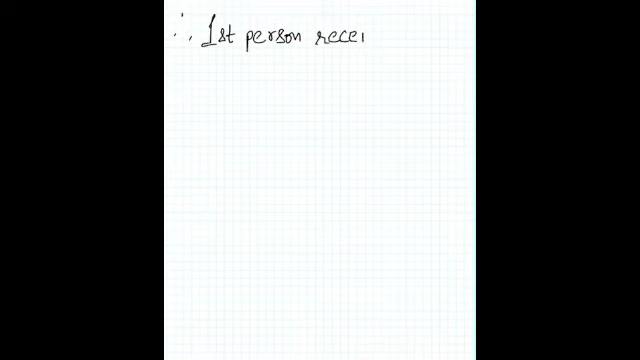 ∴ 1st person recei